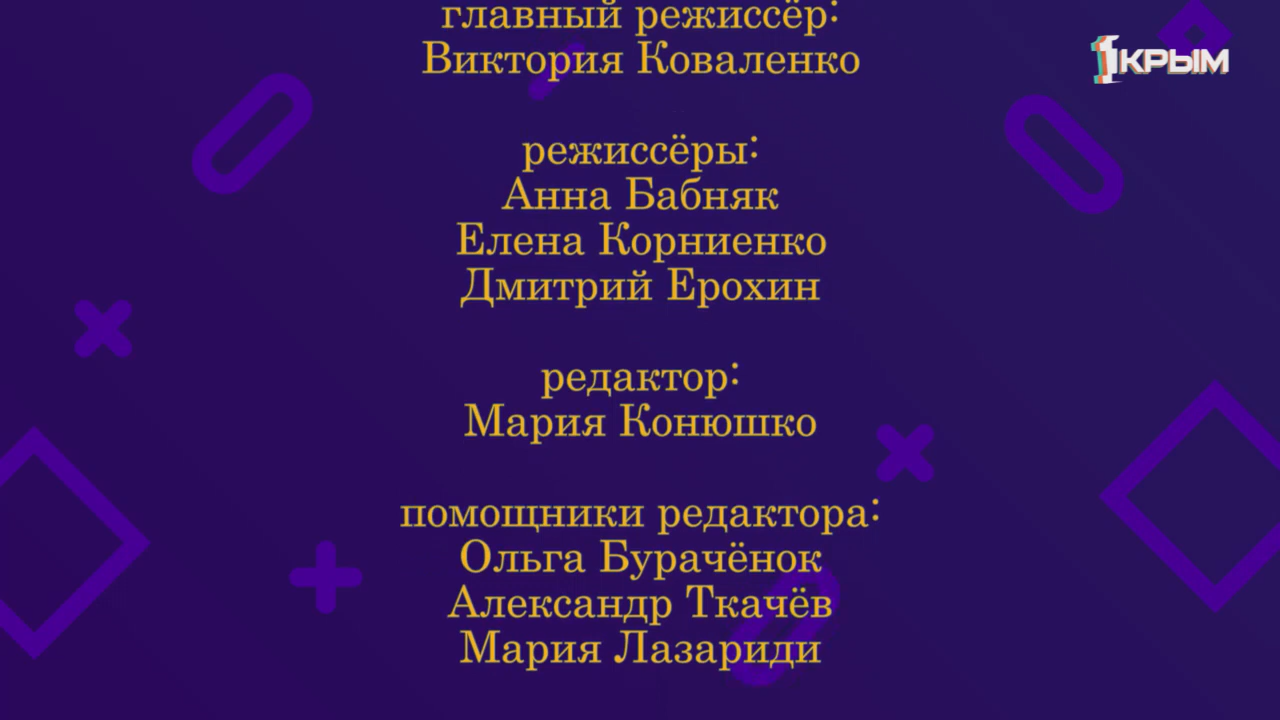 главный режиссёр:
Виктория Коваленко
1КРЫМ
режиссёры:
Анна Бабняк
Елена Корниенко
Дмитрий Ерохин
редактор:
Мария Конюшко
помощники редактора:
Ольга Бурачёнок
Александр Ткачёв
Мария Лазариди